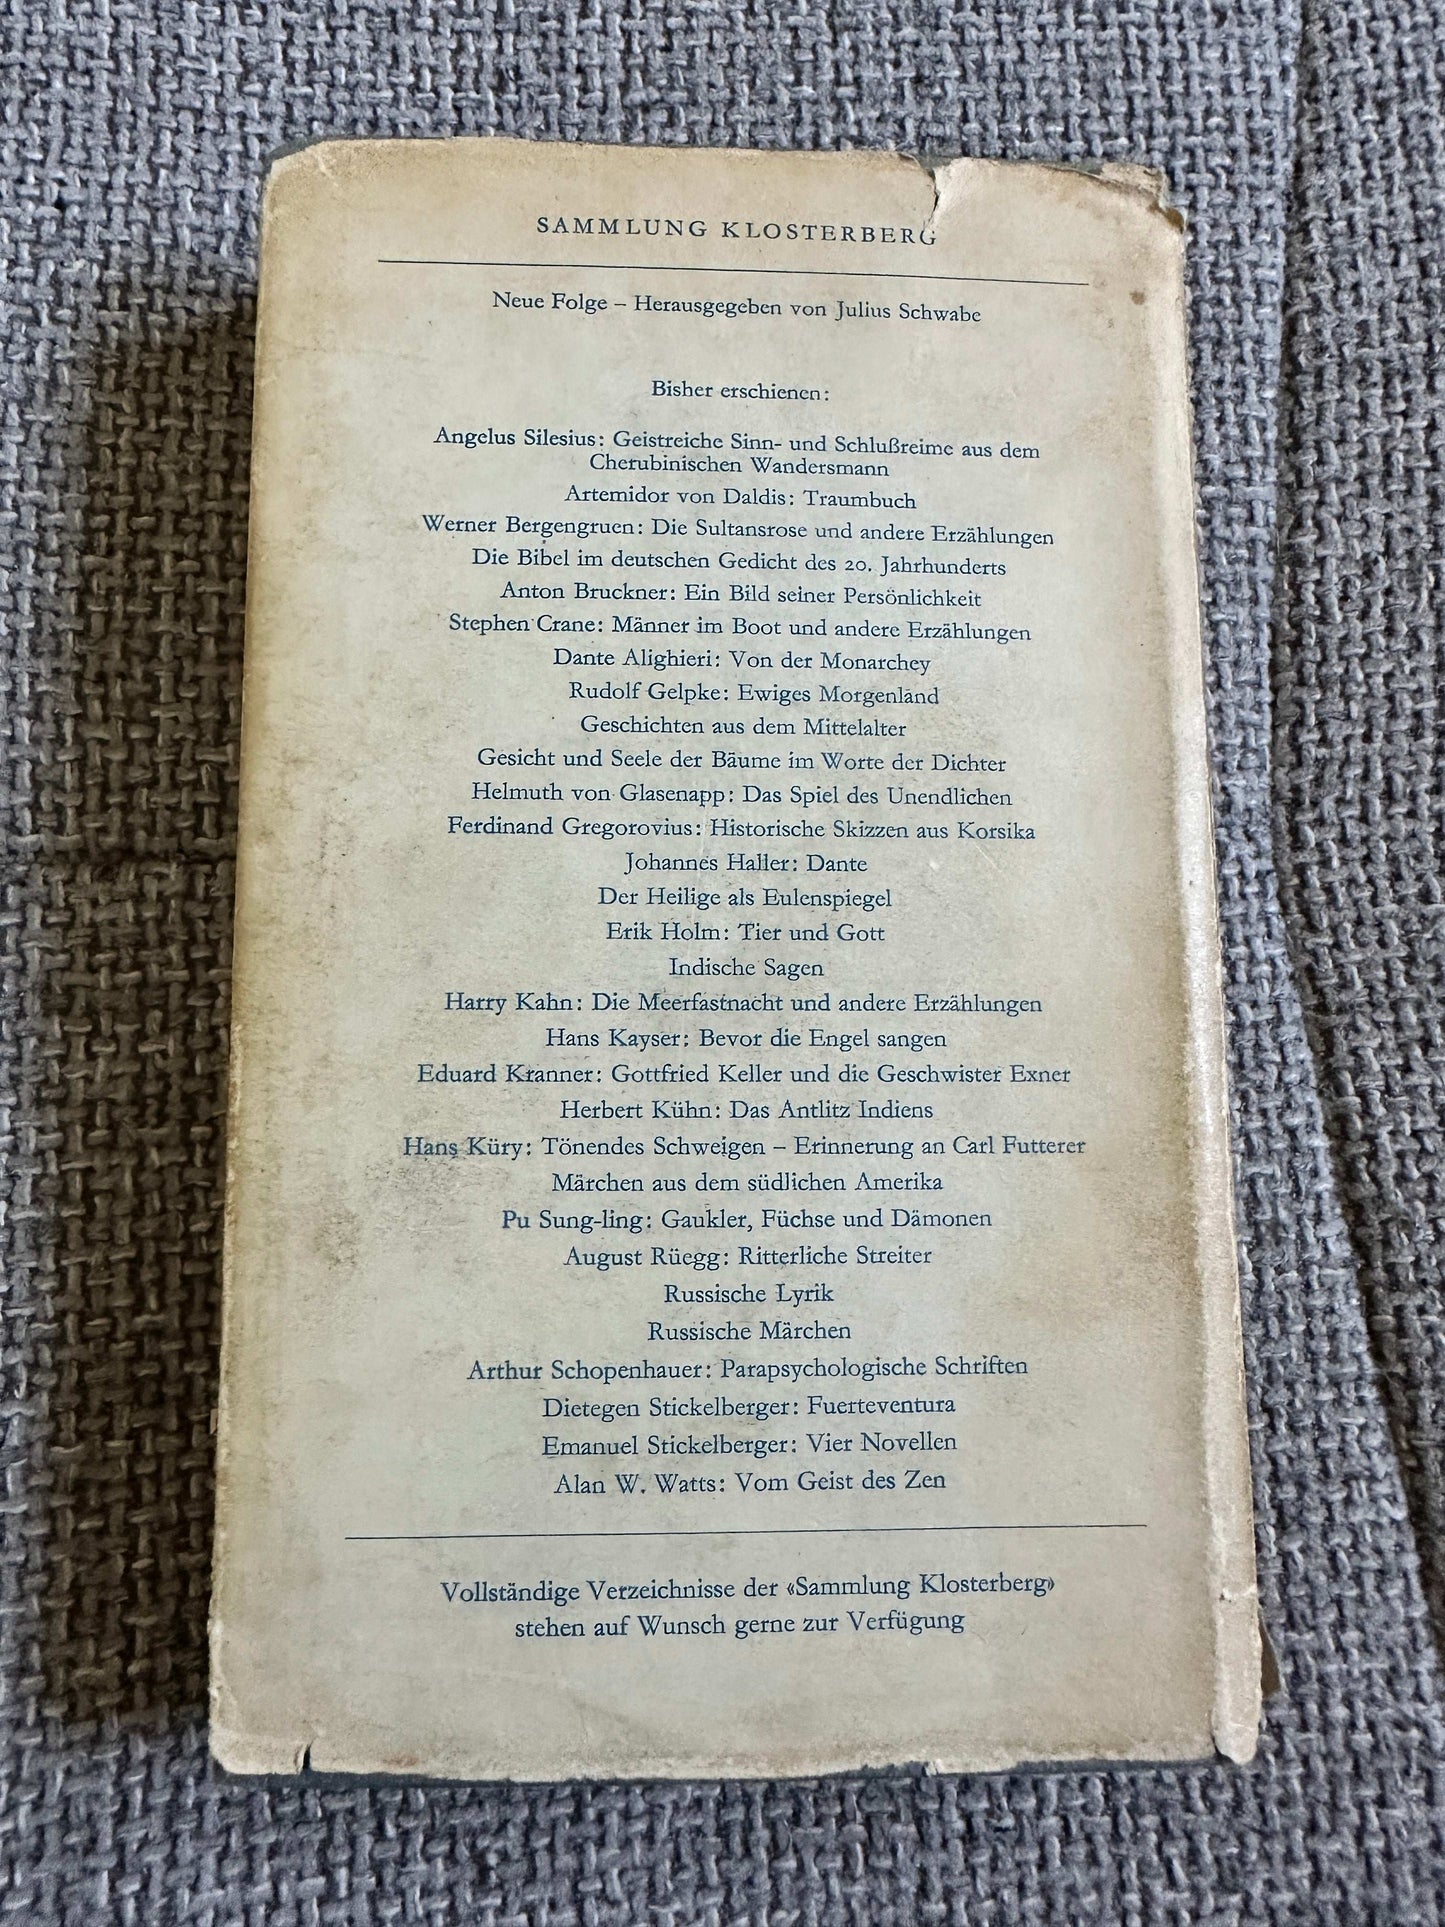 SAMMLUNG KLOSTERBERG
Neue Folge – Herausgegeben von Julius Schwabe
Bisher erschienen:
Angelus Silesius: Geistreiche Sinn- und Schlußreime aus dem
Cherubinischen Wandersmann
Artemidor von Daldis: Traumbuch
Werner Bergengruen: Die Sultansrose und andere Erzählungen
Die Bibel im deutschen Gedicht des 20. Jahrhunderts
Anton Bruckner: Ein Bild seiner Persönlichkeit
Stephen Crane: Männer im Boot und andere Erzählungen
Dante Alighieri: Von der Monarchey
Rudolf Gelpke: Ewiges Morgenland
Geschichten aus dem Mittelalter
Gesicht und Seele der Bäume im Worte der Dichter
Helmuth von Glasenapp: Das Spiel des Unendlichen
Ferdinand Gregorovius: Historische Skizzen aus Korsika
Johannes Haller: Dante
Der Heilige als Eulenspiegel
Erik Holm: Tier und Gott
Indische Sagen
Harry Kahn: Die Meerfastnacht und andere Erzählungen
Hans Kayser: Bevor die Engel sangen
Eduard Kranner: Gottfried Keller und die Geschwister Exner
Herbert Kühn: Das Antlitz Indiens
Hans Küry: Tönendes Schweigen – Erinnerung an Carl Futterer
Märchen aus dem südlichen Amerika
Pu Sung-ling: Gaukler, Füchse und Dämonen
August Rüegg: Ritterliche Streiter
Russische Lyrik
Russische Märchen
Arthur Schopenhauer: Parapsychologische Schriften
Dietegen Stickelberger: Fuerteventura
Emanuel Stickelberger: Vier Novellen
Alan W. Watts: Vom Geist des Zen
Vollständige Verzeichnisse der «Sammlung Klosterberg»
stehen auf Wunsch gerne zur Verfügung